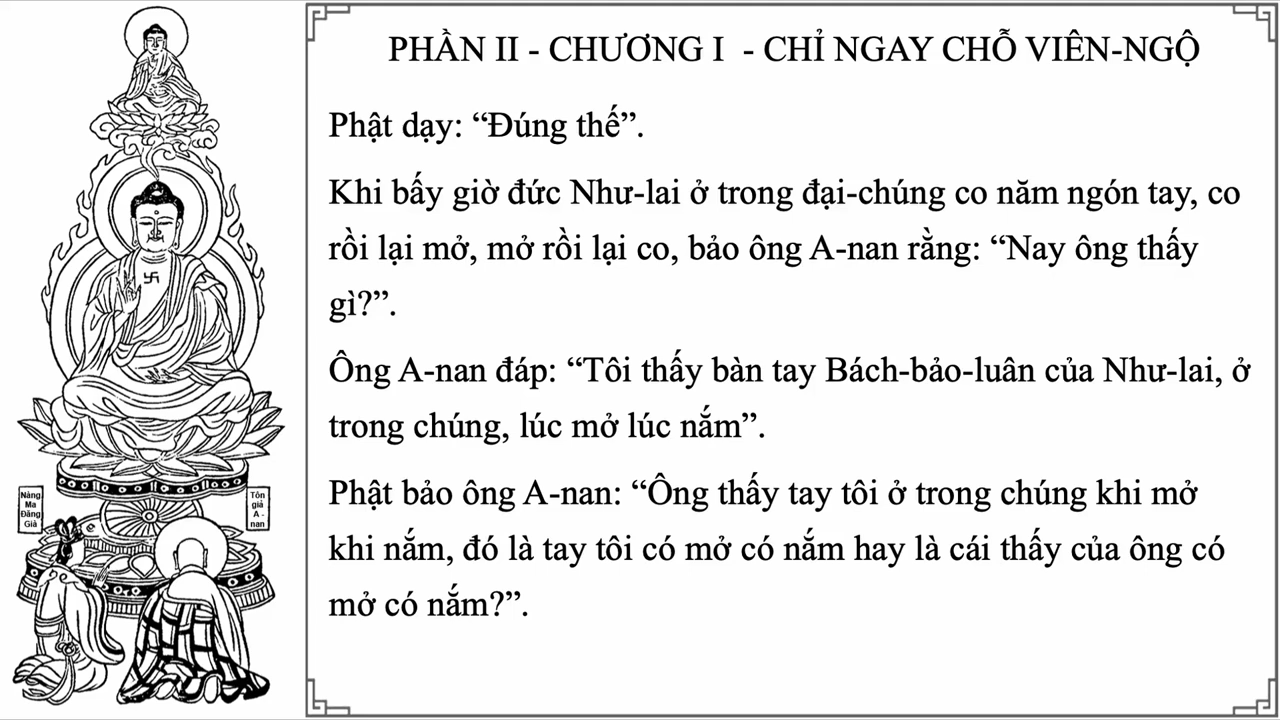 PHẦN II - CHƯƠNG I - CHỈ NGAY CHỖ VIÊN-NGỘ
Phật dạy: “Đúng thế”.
Khi bấy giờ đức Như-lai ở trong đại-chúng co năm ngón tay, co
rồi lại mở, mở rồi lại co, bảo ông A-nan rằng: “Nay ông thấy
gì?”.
Ông A-nan đáp: “Tôi thấy bàn tay Bách-bảo-luân của Như-lai, ở
trong chúng, lúc mở lúc nắm”.
Phật bảo ông A-nan: “Ông thấy tay tôi ở trong chúng khi mở
khi nắm, đó là tay tôi có mở có nắm hay là cái thấy của ông có
mở có nắm?”.
Nàng
Ma
Đăng
Già
Tôn
giả
A -
nan